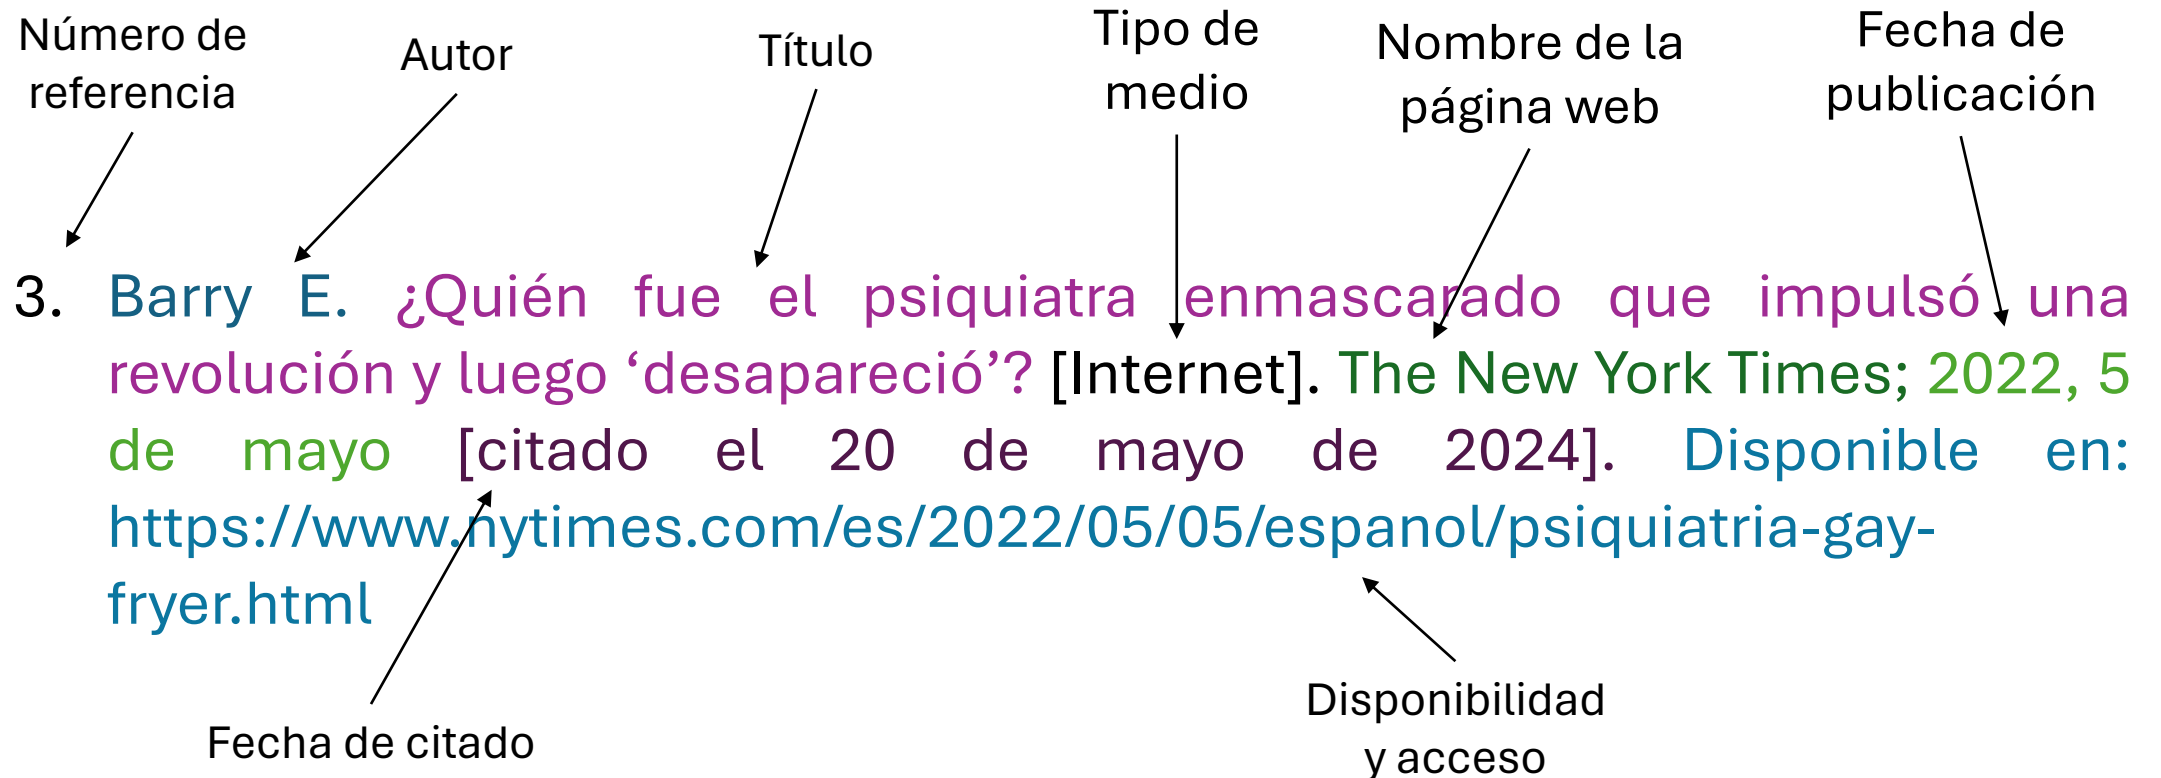 Número de
referencia
Autor
Título
Tipo de
medio
Nombre de la
página web
Fecha de
publicación
3. Barry E. ¿Quién fue el psiquiatra enmascarado que impulsó una
revolución y luego ‘desapareció’? [Internet]. The New York Times; 2022, 5
de mayo [citado el 20 de mayo de 2024]. Disponible en:
https://www.nytimes.com/es/2022/05/05/espanol/psiquiatria-gay-
fryer.html
Fecha de citado
Disponibilidad
y acceso